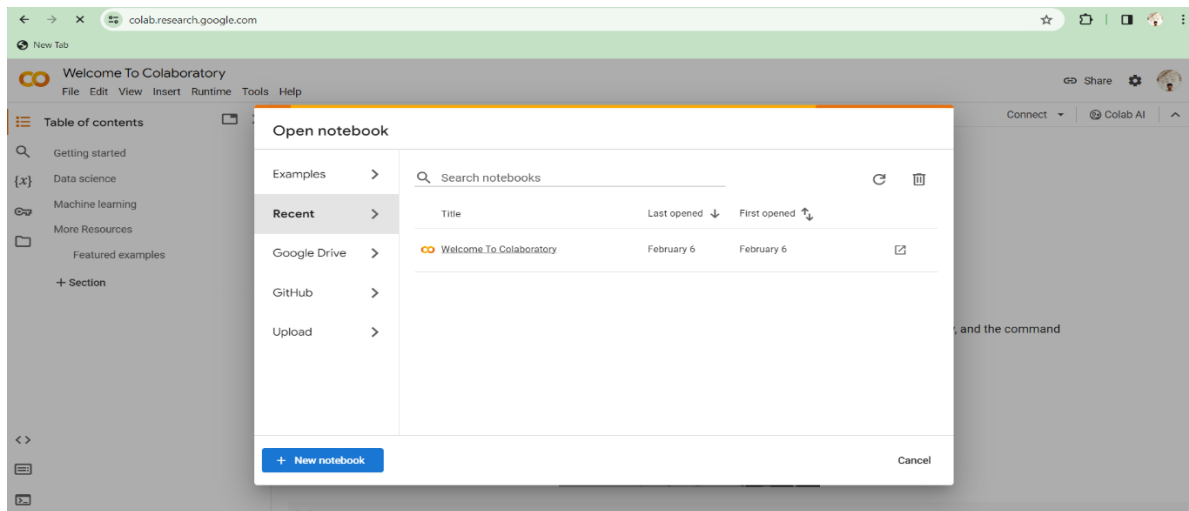 colab.research.google.com
New Tab
CO Welcome To Colaboratory
File Edit View Insert Runtime Tools Help
Share
Table of contents
Connect
Colab AI
Getting started
{x} Data science
Machine learning
More Resources
Featured examples
+ Section
Open notebook
Examples
Recent
Google Drive
GitHub
Upload
Search notebooks
Title Last opened First opened
CO Welcome To Colaboratory February 6 February 6
, and the command
+ New notebook
Cancel